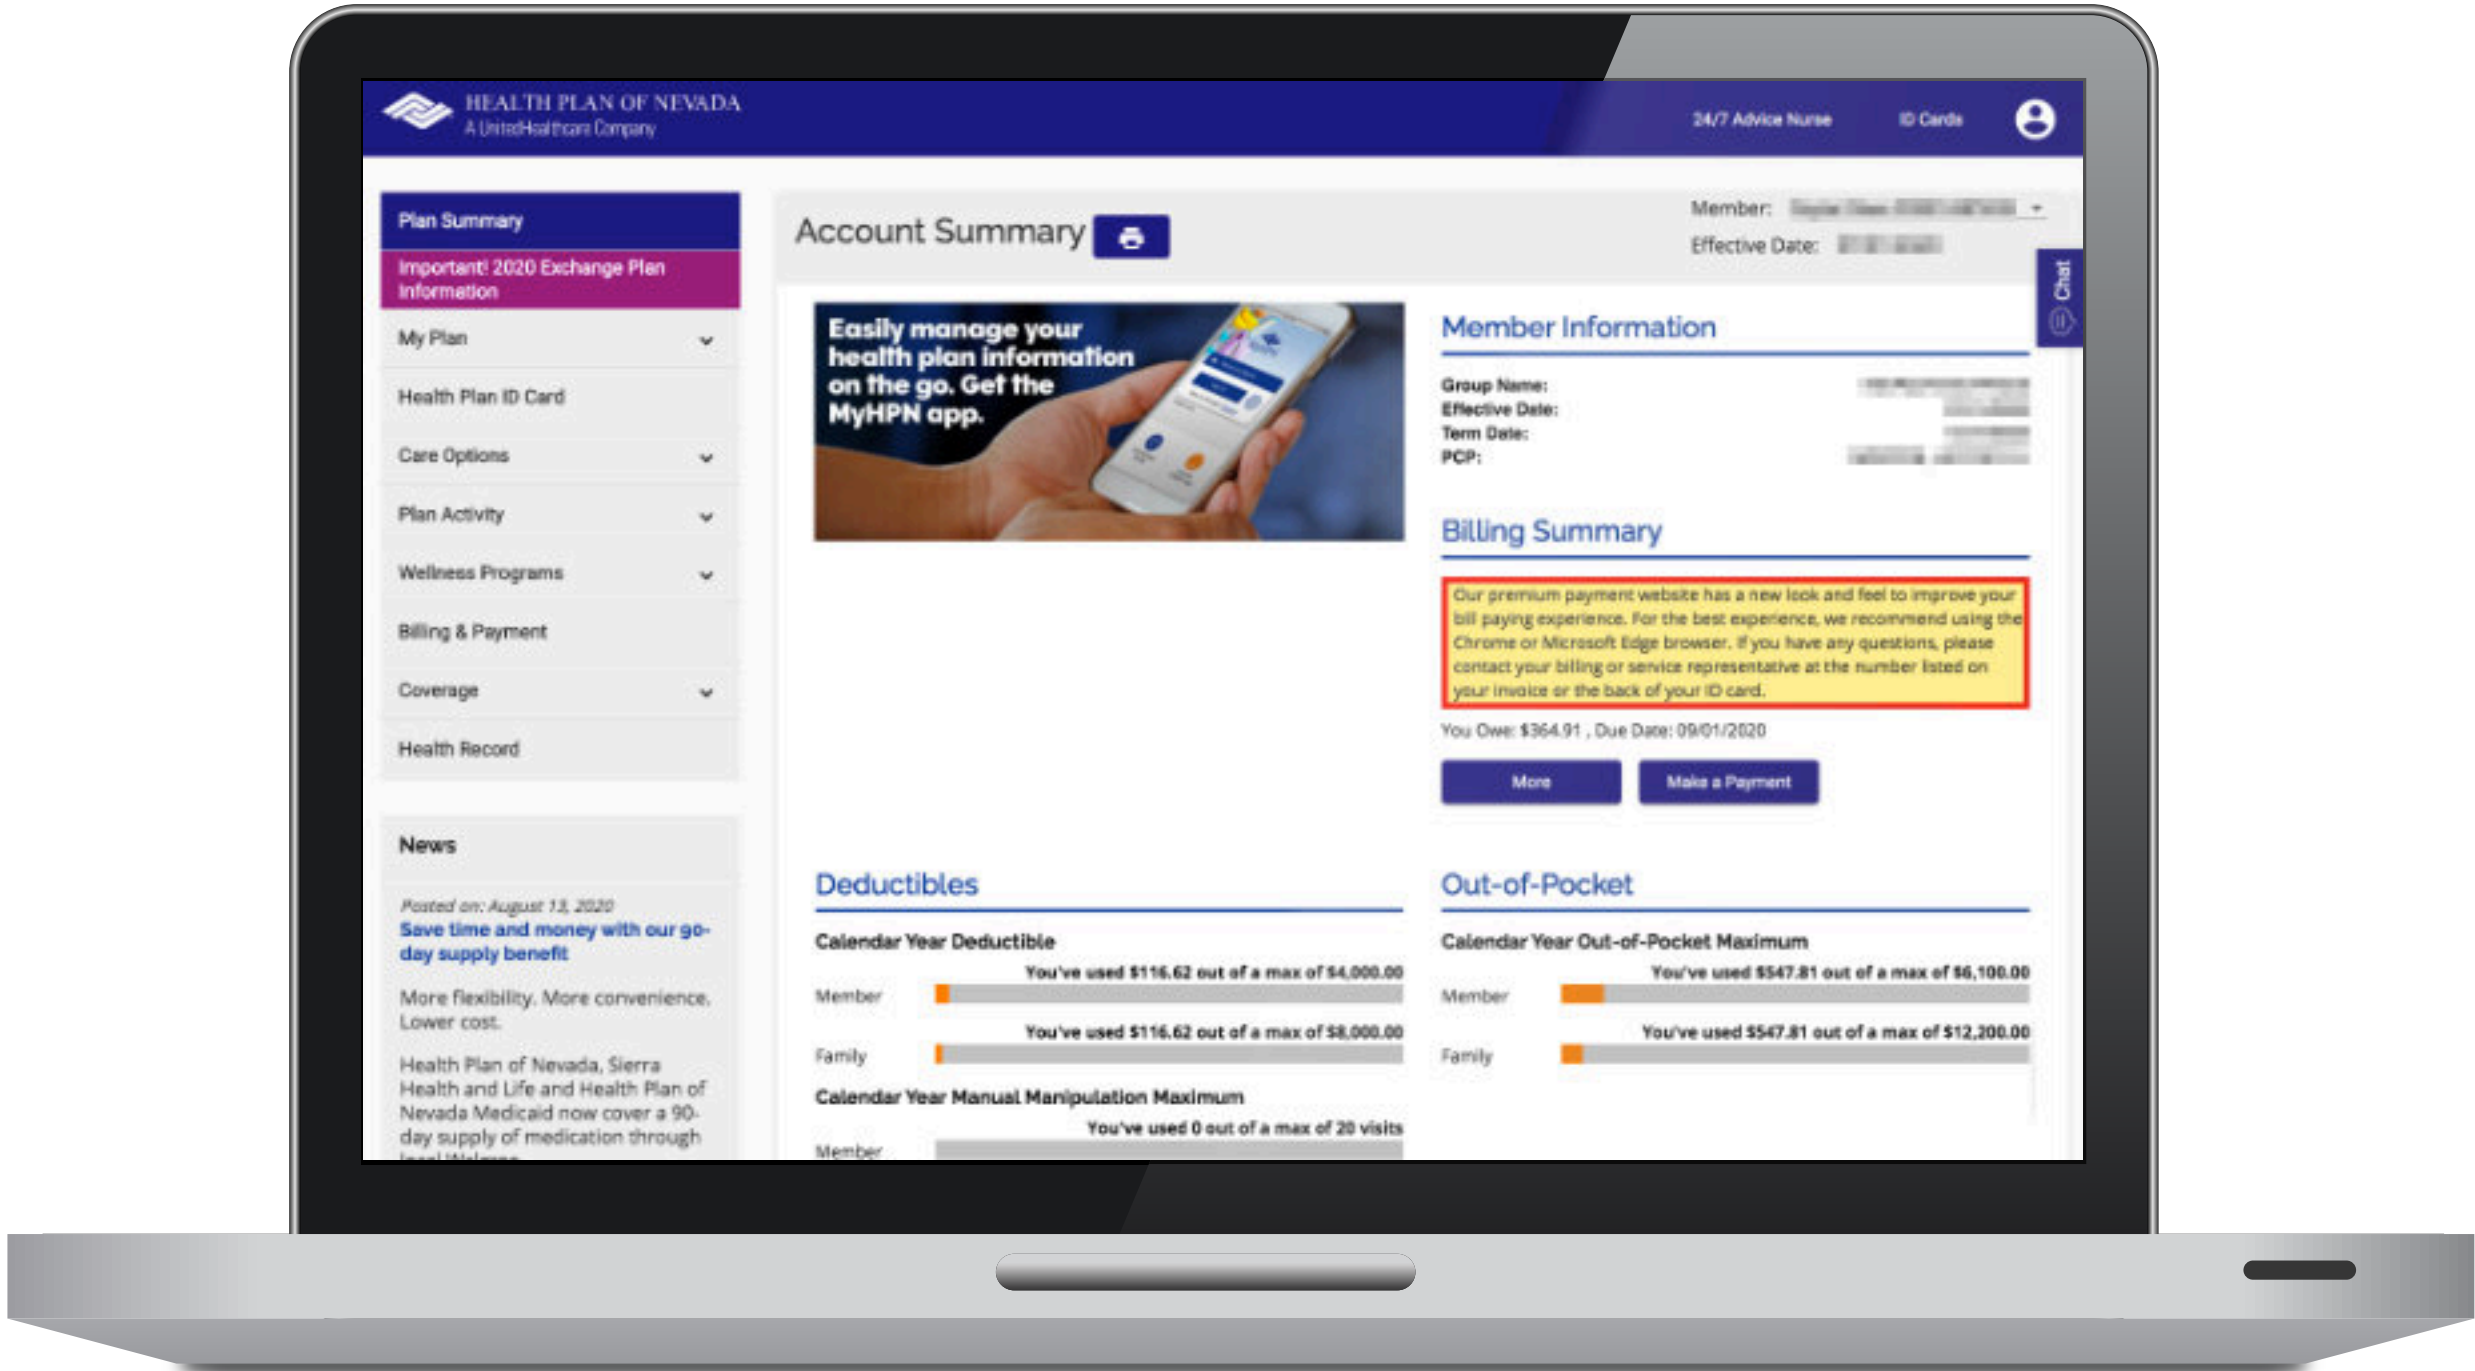 HEALTH PLAN OF NEVADA
A UnitedHealthcare Company
24/7 Advice Nurse
ID Cards
Plan Summary
Important! 2020 Exchange Plan
Information
My Plan
Health Plan ID Card
Care Options
Plan Activity
Wellness Programs
Billing & Payment
Coverage
Health Record
News
Posted on: August 13, 2020
Save time and money with our 90-
day supply benefit
More flexibility. More convenience.
Lower cost.
Health Plan of Nevada, Sierra
Health and Life and Health Plan of
Nevada Medicaid now cover a 90-
day supply of medication through
Account Summary
Member:
Effective Date:
Chat
Easily manage your
health plan information
on the go. Get the
MyHPN app.
Member Information
Group Name:
Effective Date:
Term Date:
PCP:
Billing Summary
Our premium payment website has a new look and feel to improve your
bill paying experience. For the best experience, we recommend using the
Chrome or Microsoft Edge browser. If you have any questions, please
contact your billing or service representative at the number listed on
your invoice or the back of your ID card.
You Owe: $364.91 , Due Date: 09/01/2020
More
Make a Payment
Deductibles
Calendar Year Deductible
You've used $116.62 out of a max of $4,000.00
Member
You've used $116.62 out of a max of $8,000.00
Family
Calendar Year Manual Manipulation Maximum
You've used 0 out of a max of 20 visits
Member
Out-of-Pocket
Calendar Year Out-of-Pocket Maximum
You've used $547.81 out of a max of $6,100.00
Member
You've used $547.81 out of a max of $12,200.00
Family